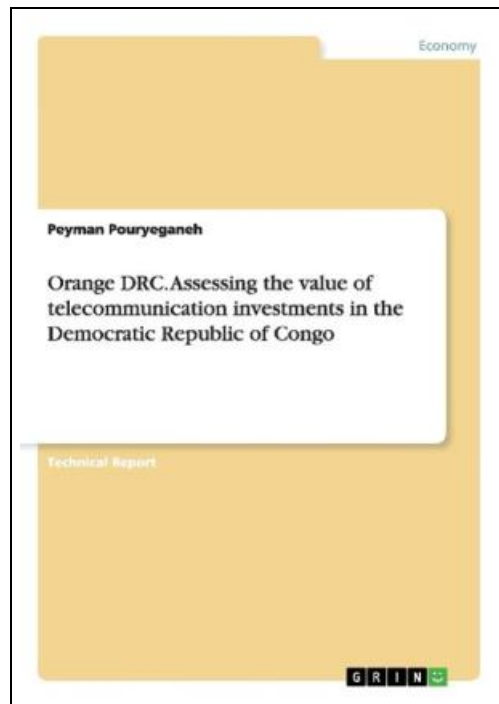 Economy
Peyman Pouryeganeh
Orange DRC. Assessing the value of
telecommunication investments in the
Democratic Republic of Congo
Technical Report
GRIN